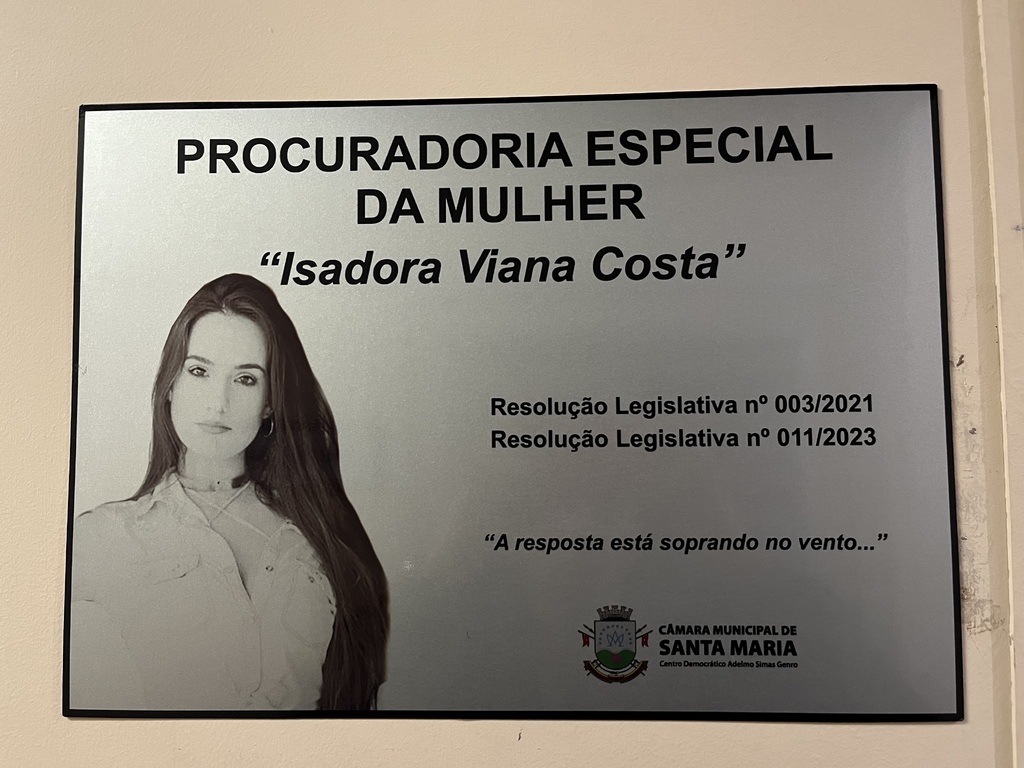 PROCURADORIA ESPECIAL
DA MULHER
“Isadora Viana Costa”
Resolução Legislativa nº 003/2021
Resolução Legislativa nº 011/2023
“A resposta está soprando no vento...”
CÂMARA MUNICIPAL DE
SANTA MARIA
Centro Democrático Adelmo Simas Genro